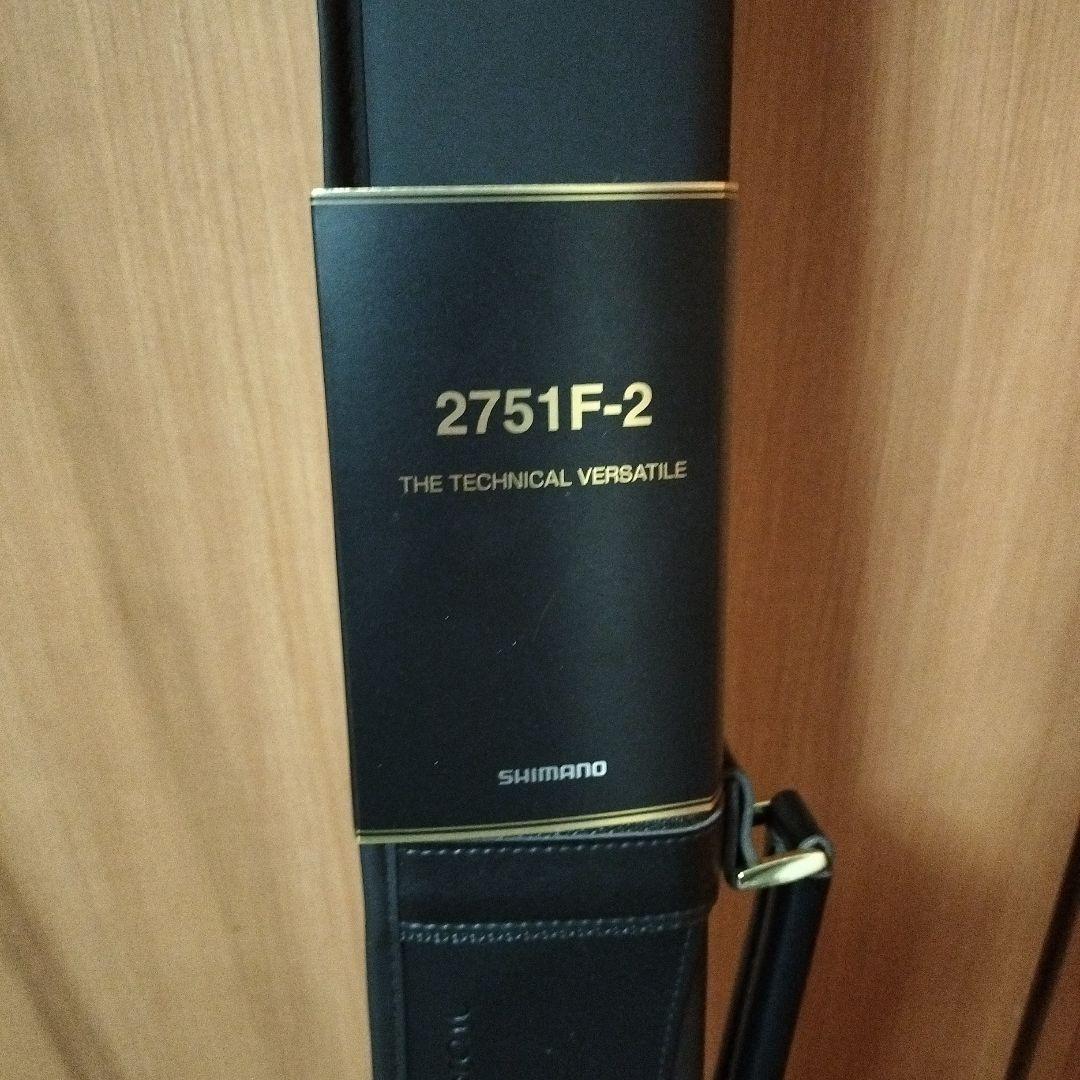 2751F-2
THE TECHNICAL VERSATILE
SHIMANO